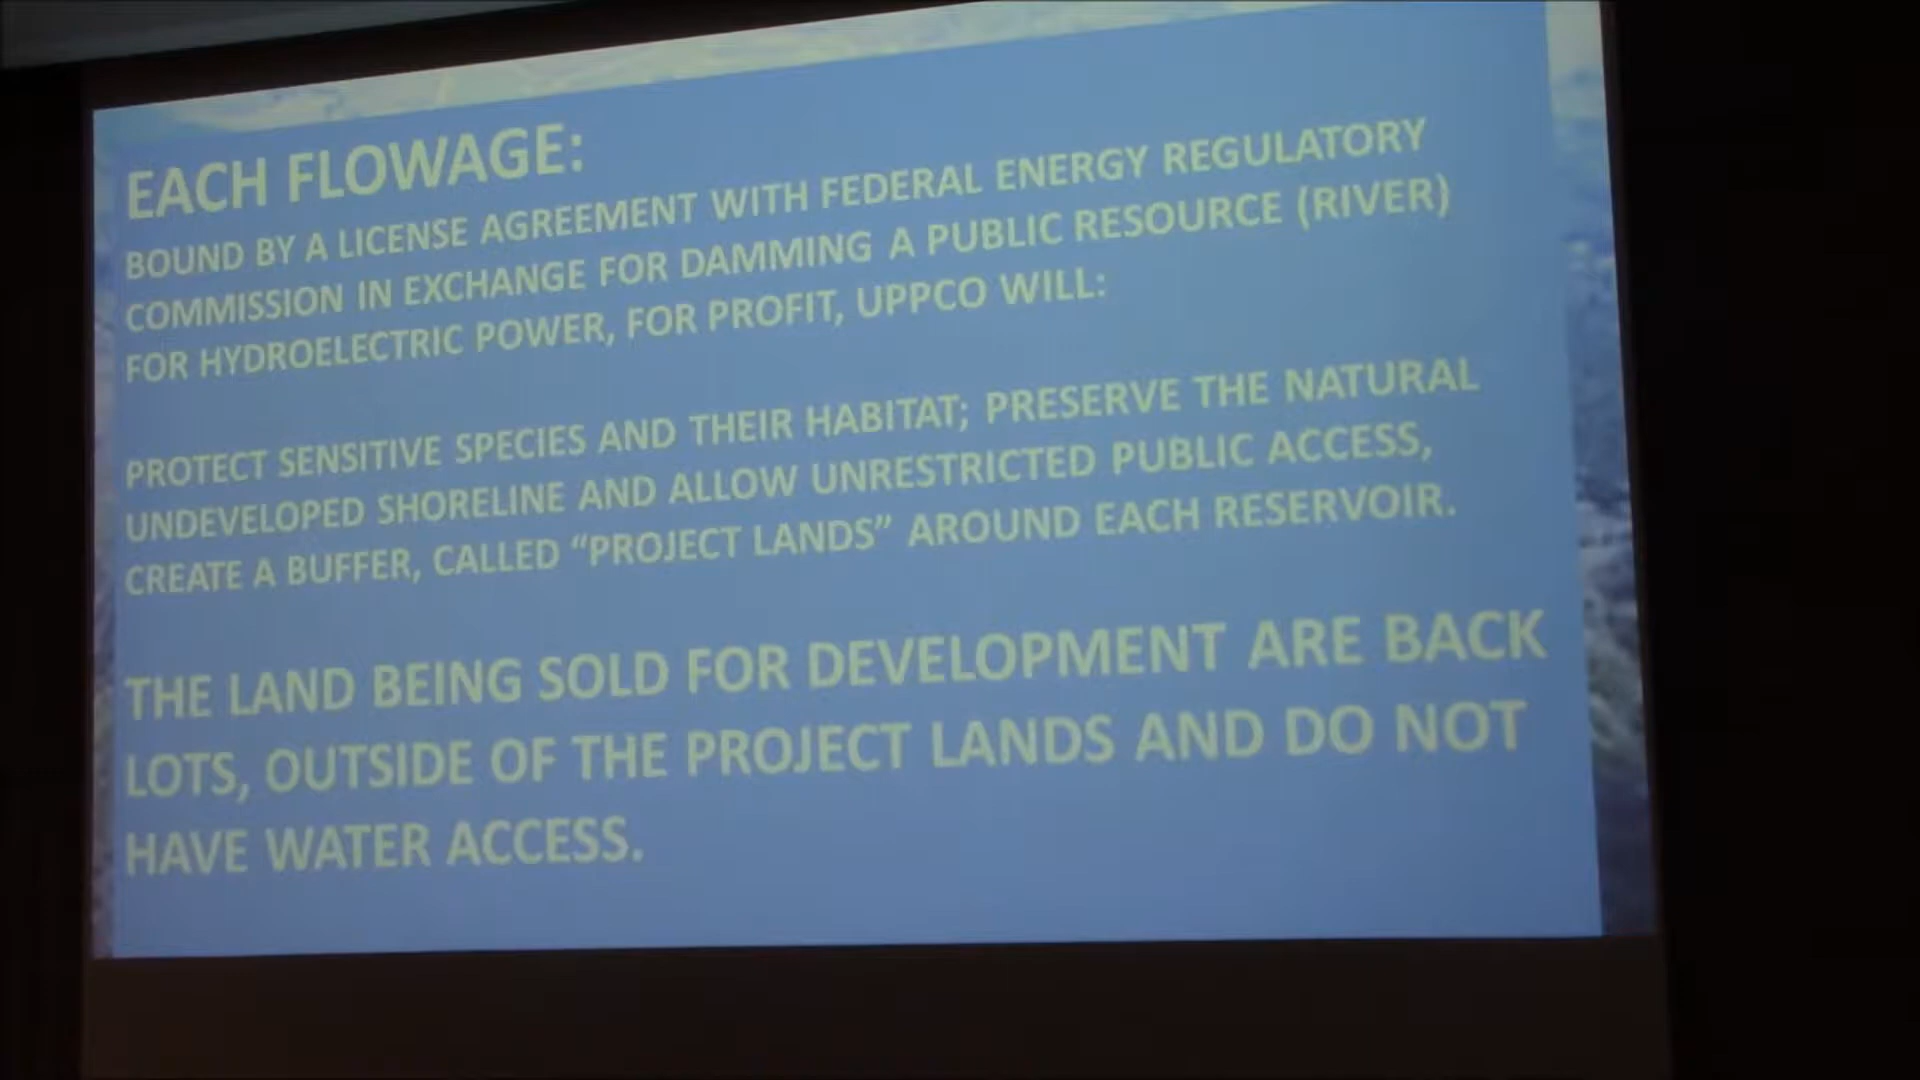 EACH FLOWAGE:
BOUND BY A LICENSE AGREEMENT WITH FEDERAL ENERGY REGULATORY
COMMISSION IN EXCHANGE FOR DAMMING A PUBLIC RESOURCE (RIVER)
FOR HYDROELECTRIC POWER, FOR PROFIT, UPPCO WILL:
PROTECT SENSITIVE SPECIES AND THEIR HABITAT; PRESERVE THE NATURAL
UNDEVELOPED SHORELINE AND ALLOW UNRESTRICTED PUBLIC ACCESS,
CREATE A BUFFER, CALLED “PROJECT LANDS” AROUND EACH RESERVOIR.
THE LAND BEING SOLD FOR DEVELOPMENT ARE BACK
LOTS, OUTSIDE OF THE PROJECT LANDS AND DO NOT
HAVE WATER ACCESS.